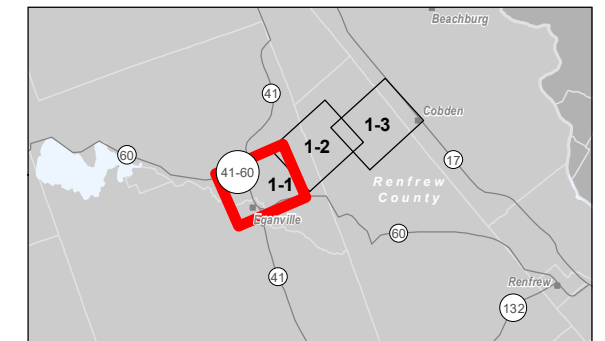 Beachburg
41
Cobden
1-3
1-2
60
17
41-60
1-1
Renfrew
County
Eganville
60
41
Renfrew
132